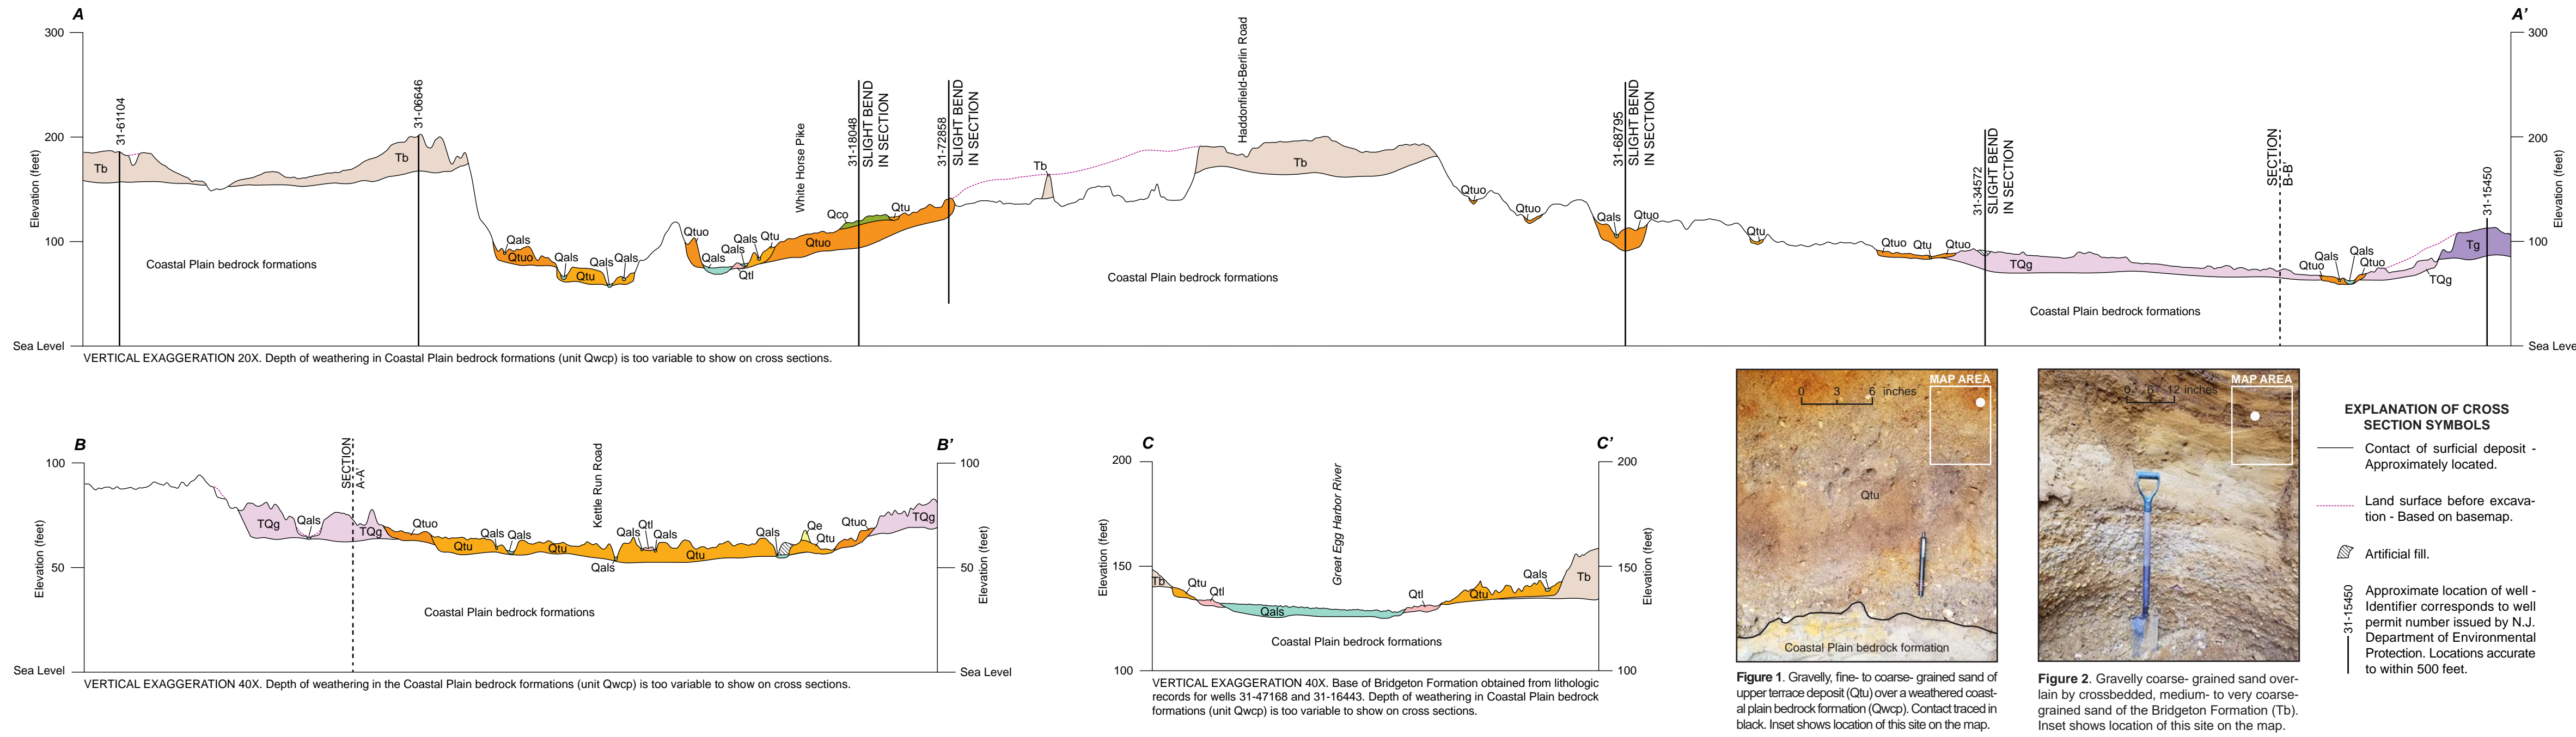 A
A'
300
200
100
Sea Level
Elevation (feet)
31-61104
31-06646
White Horse Pike
31-18048
SLIGHT BEND
IN SECTION
31-72858
SLIGHT BEND
IN SECTION
Haddonfield-Berlin Road
31-68795
SLIGHT BEND
IN SECTION
31-34572
SLIGHT BEND
IN SECTION
SECTION
B-B'
31-15450
300
200
100
Sea Leve
Elevation (feet)
Tb
Tb
Qals
Qtuo
Qals
Qtu
Qals
Qals
Qtuo
Qals
Qals
Qtl
Qals
Qtu
Qtuo
Qco
Qtu
Tb
Tb
Qtuo
Qtuo
Qals
Qtuo
Qtu
Qtuo
Qtu
Qtuo
TQg
Qtuo
Qals
Qals
Qtuo
TQg
Tg
Coastal Plain bedrock formations
Coastal Plain bedrock formations
Coastal Plain bedrock formations
VERTICAL EXAGGERATION 20X. Depth of weathering in Coastal Plain bedrock formations (unit Qwcp) is too variable to show on cross sections.
B
B'
100
50
Sea Level
Elevation (feet)
SECTION
A-A'
Kettle Run Road
TQg
Qals
TQg
Qtuo
Qtu
Qals
Qals
Qtu
Qals
Qals
Qtl
Qals
Qtu
Qals
Qe
Qtu
Qtuo
TQg
100
50
Sea Level
Elevation (feet)
Coastal Plain bedrock formations
VERTICAL EXAGGERATION 40X. Depth of weathering in the Coastal Plain bedrock formations (unit Qwcp) is too variable to show on cross sections.
C
C'
200
150
100
Elevation (feet)
Great Egg Harbor River
Tb
Qtu
Qtl
Qals
Qtl
Qtu
Qals
Tb
200
150
100
Elevation (feet)
Coastal Plain bedrock formations
VERTICAL EXAGGERATION 40X. Base of Bridgeton Formation obtained from lithologic
records for wells 31-47168 and 31-16443. Depth of weathering in Coastal Plain bedrock
formations (unit Qwcp) is too variable to show on cross sections.
0 3 6 inches
MAP AREA
Qtu
Coastal Plain bedrock formation
Figure 1. Gravelly, fine- to coarse- grained sand of
upper terrace deposit (Qtu) over a weathered coast-
al plain bedrock formation (Qwcp). Contact traced in
black. Inset shows location of this site on the map.
0 6 12 inches
MAP AREA
Figure 2. Gravelly coarse- grained sand over-
lain by crossbedded, medium- to very coarse-
grained sand of the Bridgeton Formation (Tb).
Inset shows location of this site on the map.
EXPLANATION OF CROSS
SECTION SYMBOLS
Contact of surficial deposit -
Approximately located.
Land surface before excava-
tion - Based on basemap.
Artificial fill.
31-15450
Approximate location of well -
Identifier corresponds to well
permit number issued by N.J.
Department of Environmental
Protection. Locations accurate
to within 500 feet.